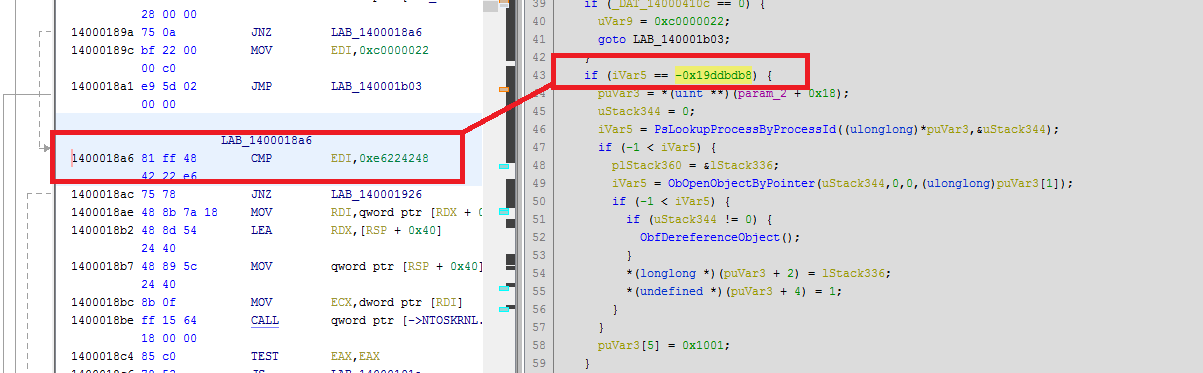 28 00 00
14000189a 75 0a JNZ LAB_1400018a6
14000189c bf 22 00 MOV EDI,0xc0000022
00 c0
1400018a1 e9 5d 02 JMP LAB_140001b03
00 00
LAB_1400018a6
1400018a6 81 ff 48 CMP EDI,0xe6224248
42 22 e6
1400018ac 75 78 JNZ LAB_140001926
1400018ae 48 8b 7a 18 MOV RDI,qword ptr [RDX + 0
1400018b2 48 8d 54 LEA RDX,[RSP + 0x40]
24 40
1400018b7 48 89 5c MOV qword ptr [RSP + 0x40]
24 40
1400018bc 8b 0f MOV ECX,dword ptr [RDI]
1400018be ff 15 64 CALL qword ptr [->NTOSKRNL.
18 00 00
1400018c4 85 c0 TEST EAX,EAX
39 if (_DAT_14000410c == 0) {
40 uVar9 = 0xc0000022;
41 goto LAB_140001b03;
42 }
43 if (iVar5 == -0x19ddbdb8) {
puVar3 = *(uint **)(param_2 + 0x18);
45 uStack344 = 0;
46 iVar5 = PsLookupProcessByProcessId((ulonglong)*puVar3,&uStack344);
47 if (-1 < iVar5) {
48 plStack360 = &lStack336;
49 iVar5 = ObOpenObjectByPointer(uStack344,0,0,(ulonglong)puVar3[1]);
50 if (-1 < iVar5) {
51 if (uStack344 != 0) {
52 ObfDereferenceObject();
53 }
54 *(longlong *)(puVar3 + 2) = lStack336;
55 *(undefined *)(puVar3 + 4) = 1;
56 }
57 }
58 puVar3[5] = 0x1001;
59 }